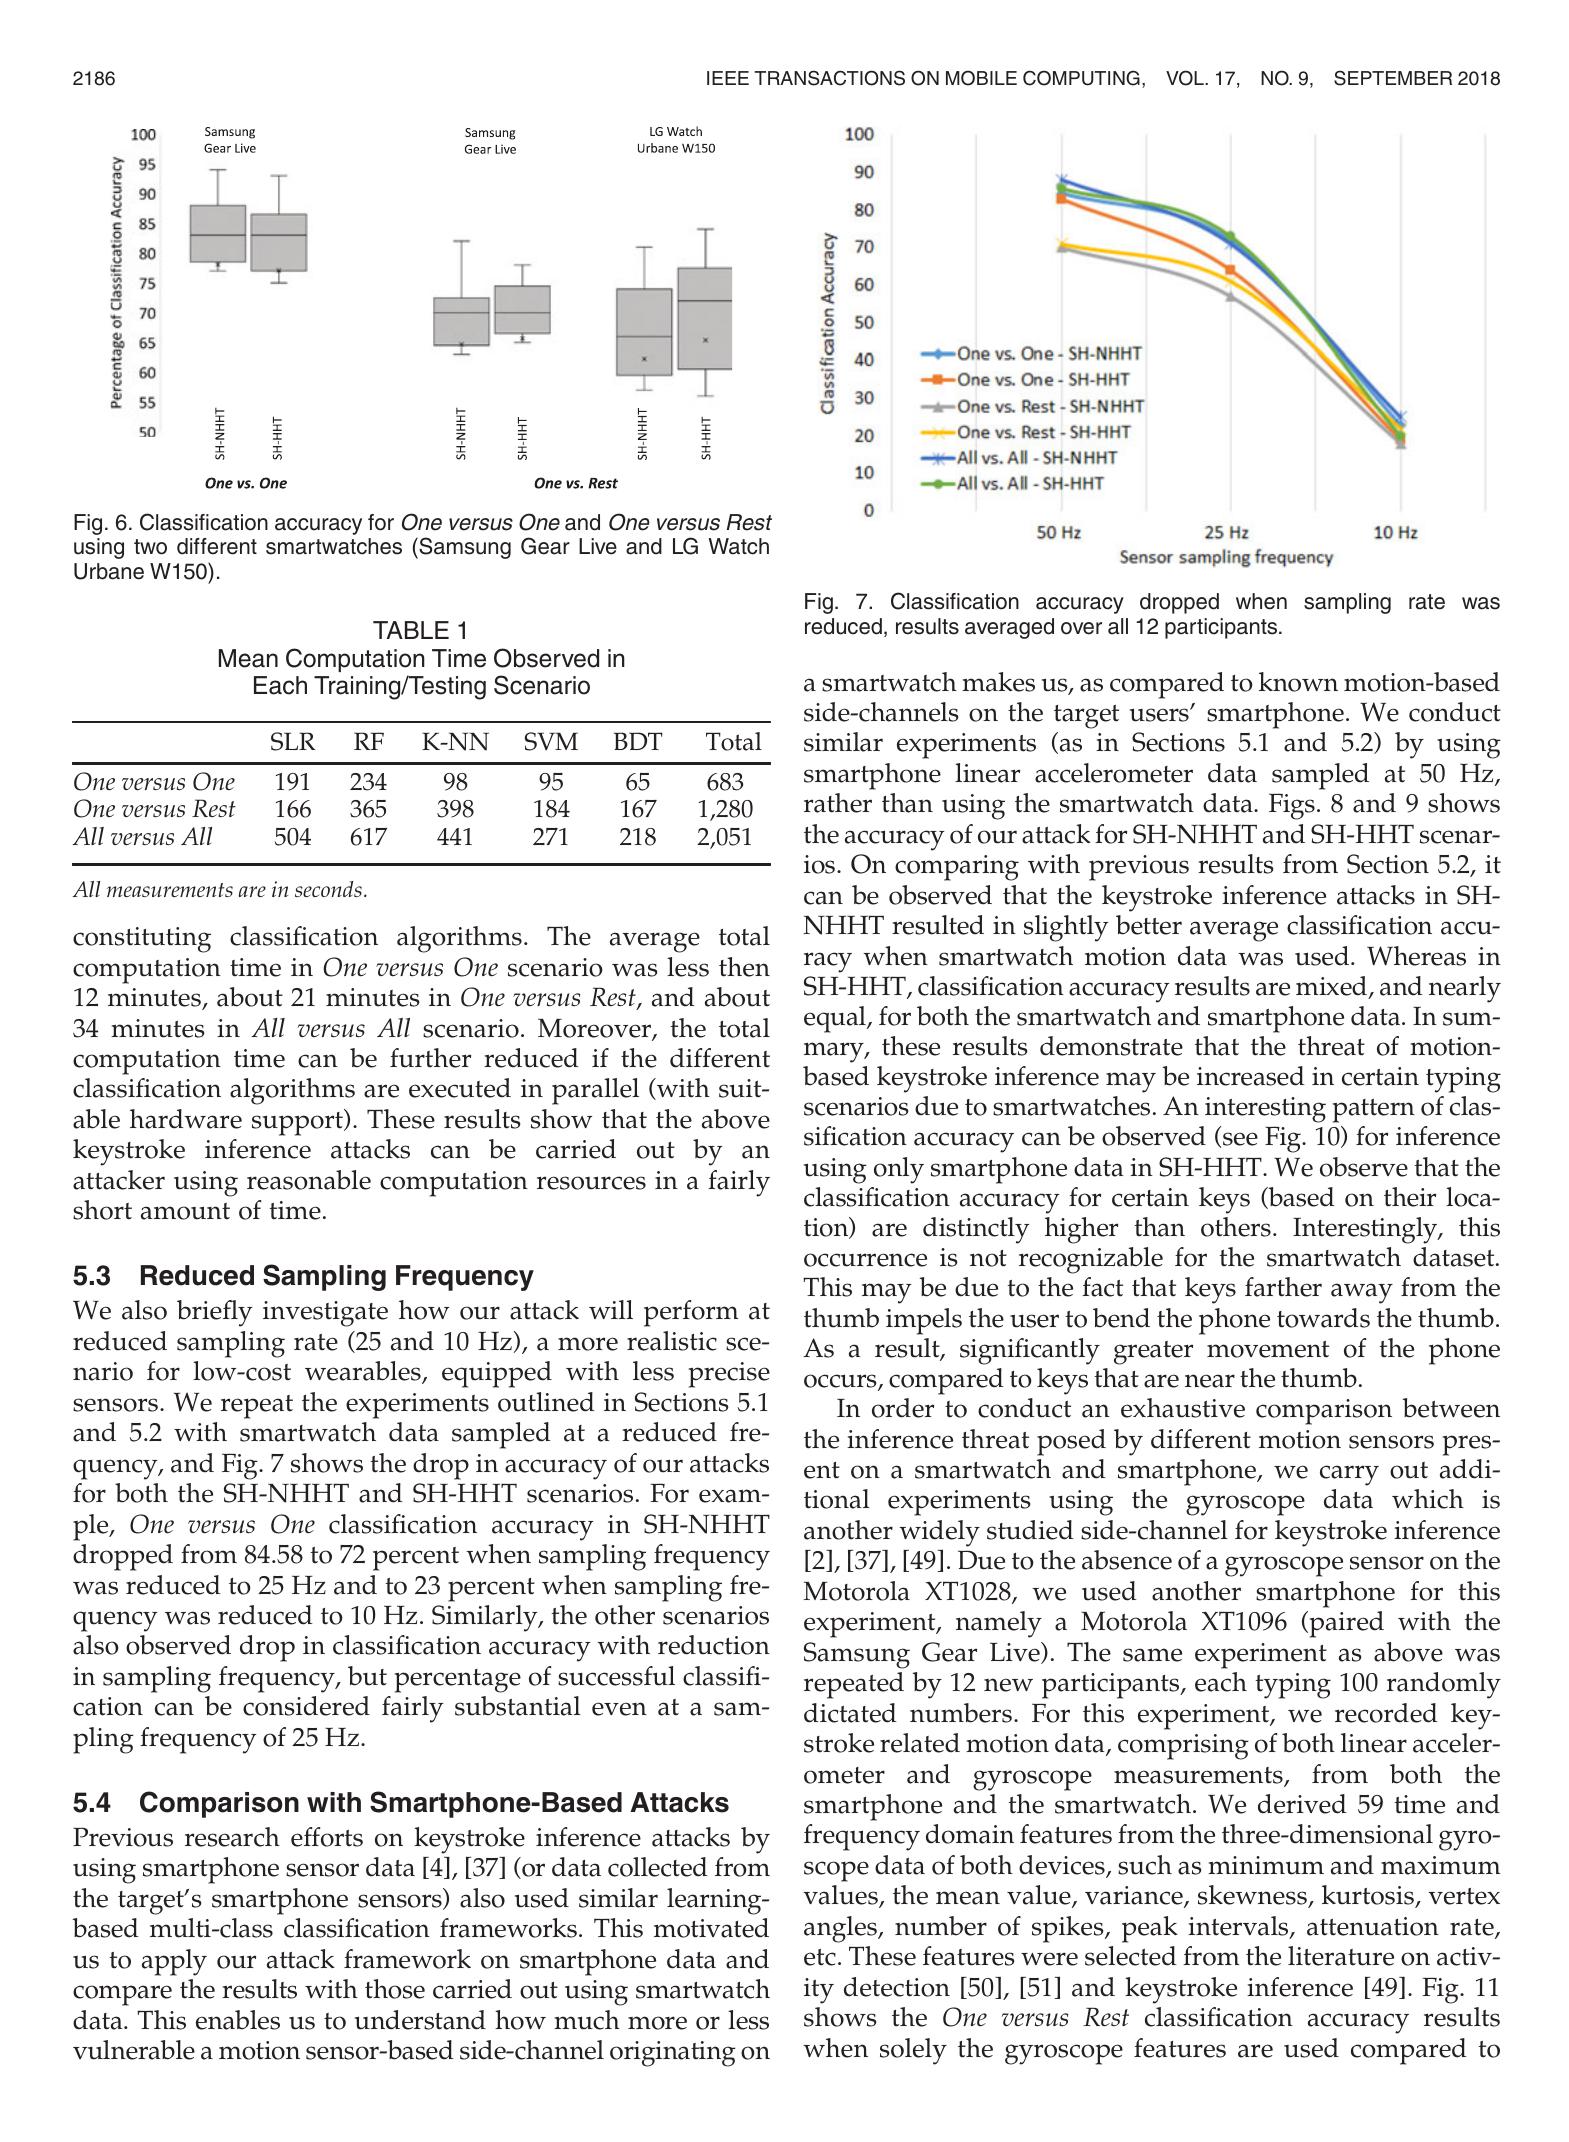 2186
IEEE TRANSACTIONS ON MOBILE COMPUTING, VOL. 17, NO. 9, SEPTEMBER 2018
Samsung
Gear Live
Samsung
Gear Live
LG Watch
Urbane W150
Percentage of Classification Accuracy
100
95
90
85
80
75
70
65
60
55
50
SH-NHHT
SH-HHT
SH-NHHT
SH-HHT
SH-NHHT
SH-HHT
One vs. One
One vs. Rest
Fig. 6. Classification accuracy for One versus One and One versus Rest
using two different smartwatches (Samsung Gear Live and LG Watch
Urbane W150).
TABLE 1
Mean Computation Time Observed in
Each Training/Testing Scenario
SLR RF K-NN SVM BDT Total
One versus One 191 234 98 95 65 683
One versus Rest 166 365 398 184 167 1,280
All versus All 504 617 441 271 218 2,051
All measurements are in seconds.
constituting classification algorithms. The average total
computation time in One versus One scenario was less then
12 minutes, about 21 minutes in One versus Rest, and about
34 minutes in All versus All scenario. Moreover, the total
computation time can be further reduced if the different
classification algorithms are executed in parallel (with suit-
able hardware support). These results show that the above
keystroke inference attacks can be carried out by an
attacker using reasonable computation resources in a fairly
short amount of time.
5.3 Reduced Sampling Frequency
We also briefly investigate how our attack will perform at
reduced sampling rate (25 and 10 Hz), a more realistic sce-
nario for low-cost wearables, equipped with less precise
sensors. We repeat the experiments outlined in Sections 5.1
and 5.2 with smartwatch data sampled at a reduced fre-
quency, and Fig. 7 shows the drop in accuracy of our attacks
for both the SH-NHHT and SH-HHT scenarios. For exam-
ple, One versus One classification accuracy in SH-NHHT
dropped from 84.58 to 72 percent when sampling frequency
was reduced to 25 Hz and to 23 percent when sampling fre-
quency was reduced to 10 Hz. Similarly, the other scenarios
also observed drop in classification accuracy with reduction
in sampling frequency, but percentage of successful classifi-
cation can be considered fairly substantial even at a sam-
pling frequency of 25 Hz.
5.4 Comparison with Smartphone-Based Attacks
Previous research efforts on keystroke inference attacks by
using smartphone sensor data [4], [37] (or data collected from
the target's smartphone sensors) also used similar learning-
based multi-class classification frameworks. This motivated
us to apply our attack framework on smartphone data and
compare the results with those carried out using smartwatch
data. This enables us to understand how much more or less
vulnerable a motion sensor-based side-channel originating on
Classification Accuracy
100
90
80
70
60
50
40
30
20
10
0
One vs. One - SH-NHHT
One vs. One - SH-HHT
One vs. Rest - SH-NHHT
One vs. Rest - SH-HHT
All vs. All - SH-NHHT
All vs. All - SH-HHT
50 Hz 25 Hz 10 Hz
Sensor sampling frequency
Fig. 7. Classification accuracy dropped when sampling rate was
reduced, results averaged over all 12 participants.
a smartwatch makes us, as compared to known motion-based
side-channels on the target users' smartphone. We conduct
similar experiments (as in Sections 5.1 and 5.2) by using
smartphone linear accelerometer data sampled at 50 Hz,
rather than using the smartwatch data. Figs. 8 and 9 shows
the accuracy of our attack for SH-NHHT and SH-HHT scenar-
ios. On comparing with previous results from Section 5.2, it
can be observed that the keystroke inference attacks in SH-
NHHT resulted in slightly better average classification accu-
racy when smartwatch motion data was used. Whereas in
SH-HHT, classification accuracy results are mixed, and nearly
equal, for both the smartwatch and smartphone data. In sum-
mary, these results demonstrate that the threat of motion-
based keystroke inference may be increased in certain typing
scenarios due to smartwatches. An interesting pattern of clas-
sification accuracy can be observed (see Fig. 10) for inference
using only smartphone data in SH-HHT. We observe that the
classification accuracy for certain keys (based on their loca-
tion) are distinctly higher than others. Interestingly, this
occurrence is not recognizable for the smartwatch dataset.
This may be due to the fact that keys farther away from the
thumb impels the user to bend the phone towards the thumb.
As a result, significantly greater movement of the phone
occurs, compared to keys that are near the thumb.
In order to conduct an exhaustive comparison between
the inference threat posed by different motion sensors pres-
ent on a smartwatch and smartphone, we carry out addi-
tional experiments using the gyroscope data which is
another widely studied side-channel for keystroke inference
[2], [37], [49]. Due to the absence of a gyroscope sensor on the
Motorola XT1028, we used another smartphone for this
experiment, namely a Motorola XT1096 (paired with the
Samsung Gear Live). The same experiment as above was
repeated by 12 new participants, each typing 100 randomly
dictated numbers. For this experiment, we recorded key-
stroke related motion data, comprising of both linear acceler-
ometer and gyroscope measurements, from both the
smartphone and the smartwatch. We derived 59 time and
frequency domain features from the three-dimensional gyro-
scope data of both devices, such as minimum and maximum
values, the mean value, variance, skewness, kurtosis, vertex
angles, number of spikes, peak intervals, attenuation rate,
etc. These features were selected from the literature on activ-
ity detection [50], [51] and keystroke inference [49]. Fig. 11
shows the One versus Rest classification accuracy results
when solely the gyroscope features are used compared to